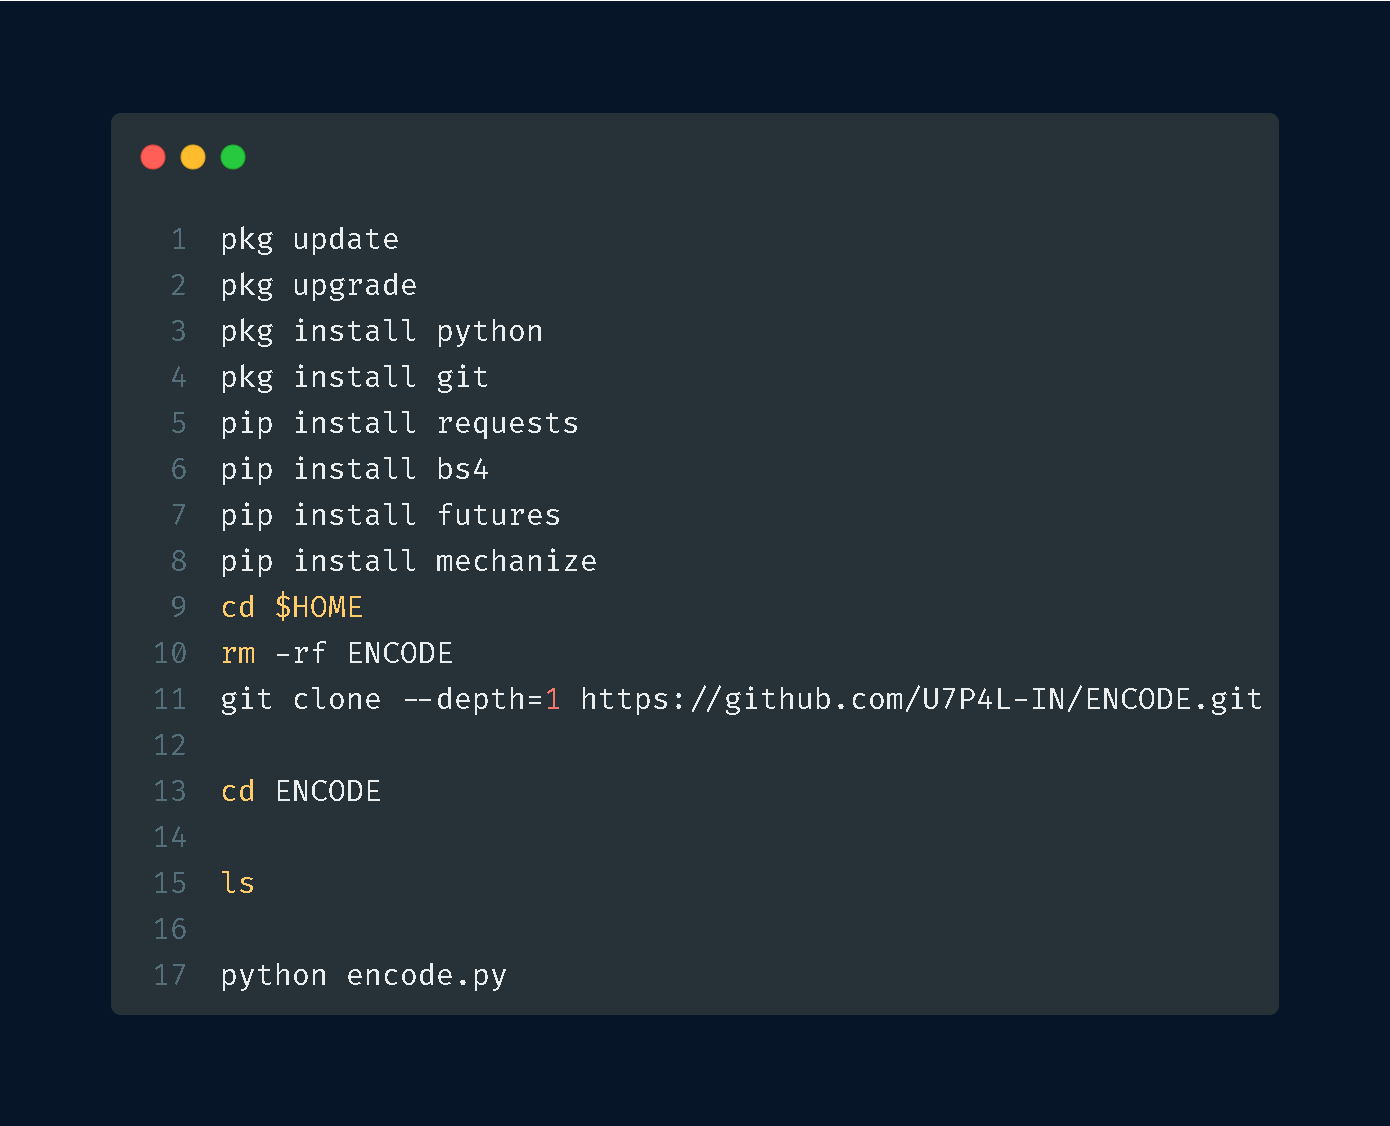 1 pkg update
2 pkg upgrade
3 pkg install python
4 pkg install git
5 pip install requests
6 pip install bs4
7 pip install futures
8 pip install mechanize
9 cd $HOME
10 rm -rf ENCODE
11 git clone --depth=1 https://github.com/U7P4L-IN/ENCODE.git
12
13 cd ENCODE
14
15 ls
16
17 python encode.py